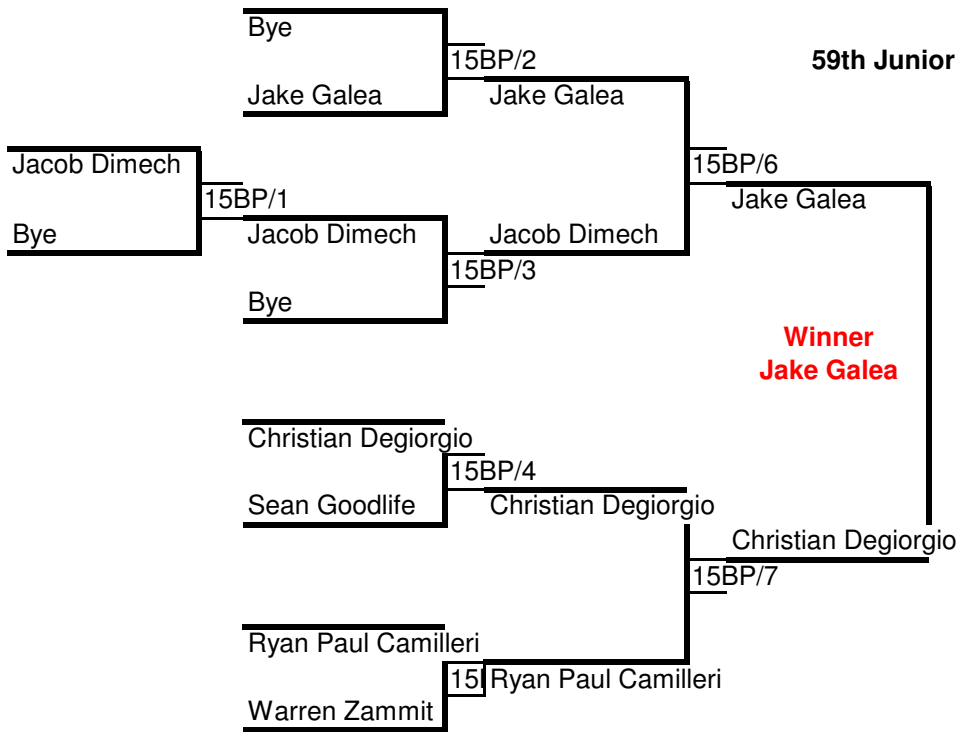 Bye
15BP/2
59th Junior
Jake Galea
Jake Galea
Jacob Dimech
15BP/6
15BP/1
Jake Galea
Bye
Jacob Dimech
Jacob Dimech
15BP/3
Bye
Winner
Jake Galea
Christian Degiorgio
15BP/4
Sean Goodlife
Christian Degiorgio
Christian Degiorgio
15BP/7
Ryan Paul Camilleri
15
Ryan Paul Camilleri
Warren Zammit